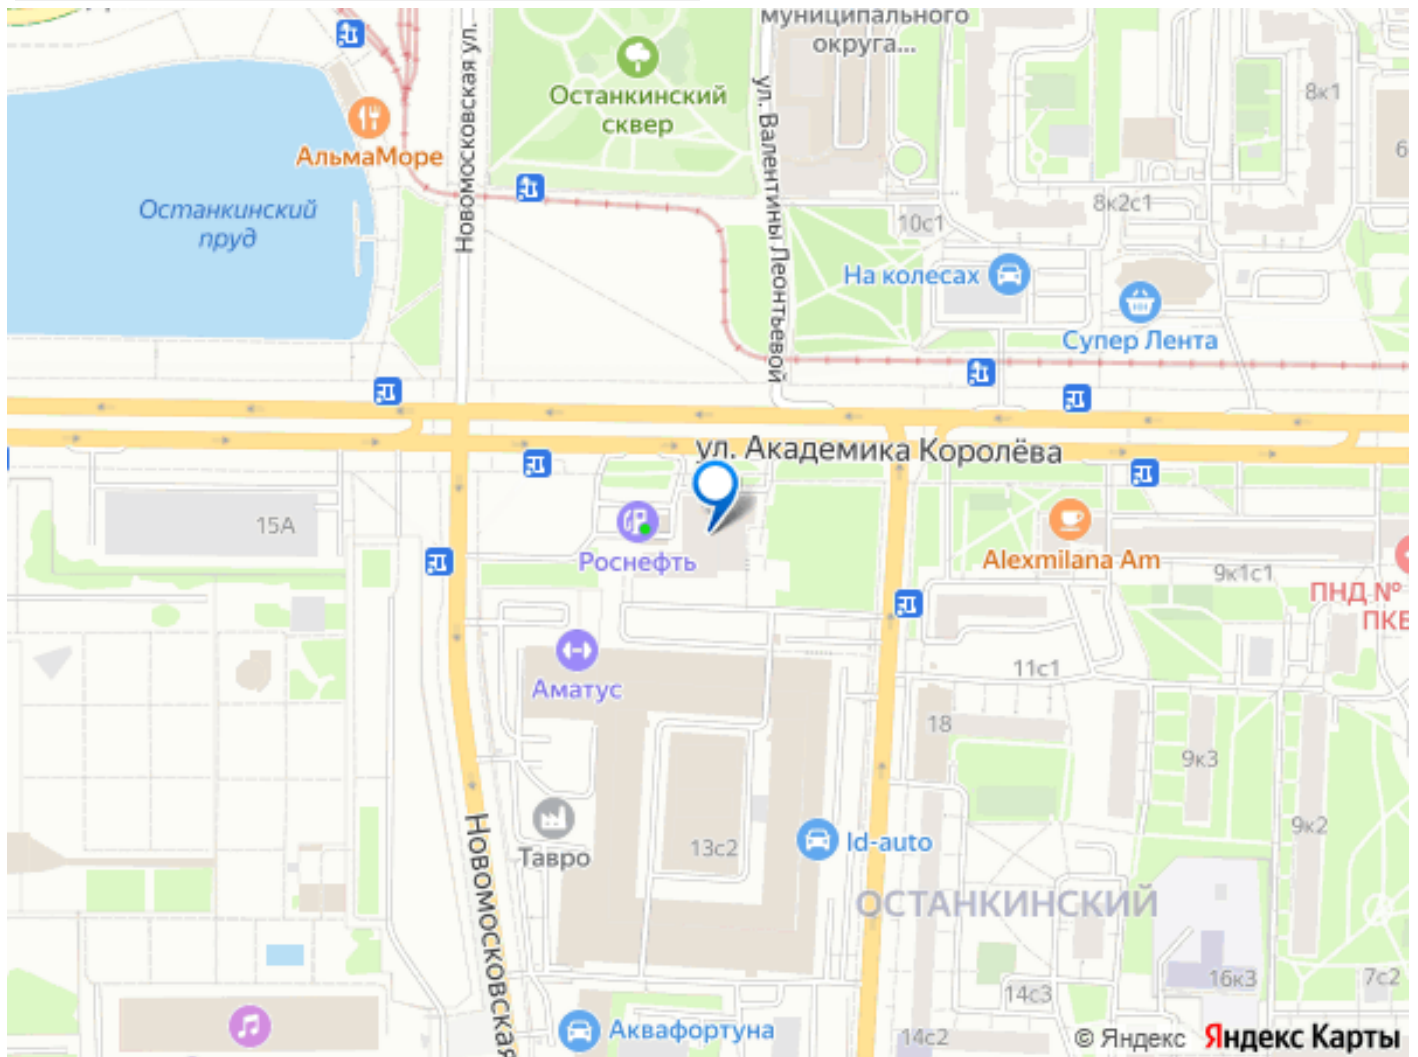 муниципального
округа...
Новомосковская ул.
Останкинский
сквер
ул. Валентины Леонтьевой
8к1
6
АльмаМоре
Останкинский
пруд
8к2с1
10с1
На колесах
Супер Лента
ул. Академика Королёва
15А
Роснефть
Alexmilana Am
9к1с1
ПНД №
ПКБ
Аматус
11с1
18
9к3
9к2
Тавро
13с2
Id-auto
Новомосковская
ОСТАНКИНСКИЙ
16к3
7с2
14с3
14с2
Аквафортуна
© Яндекс Яндекс Карты